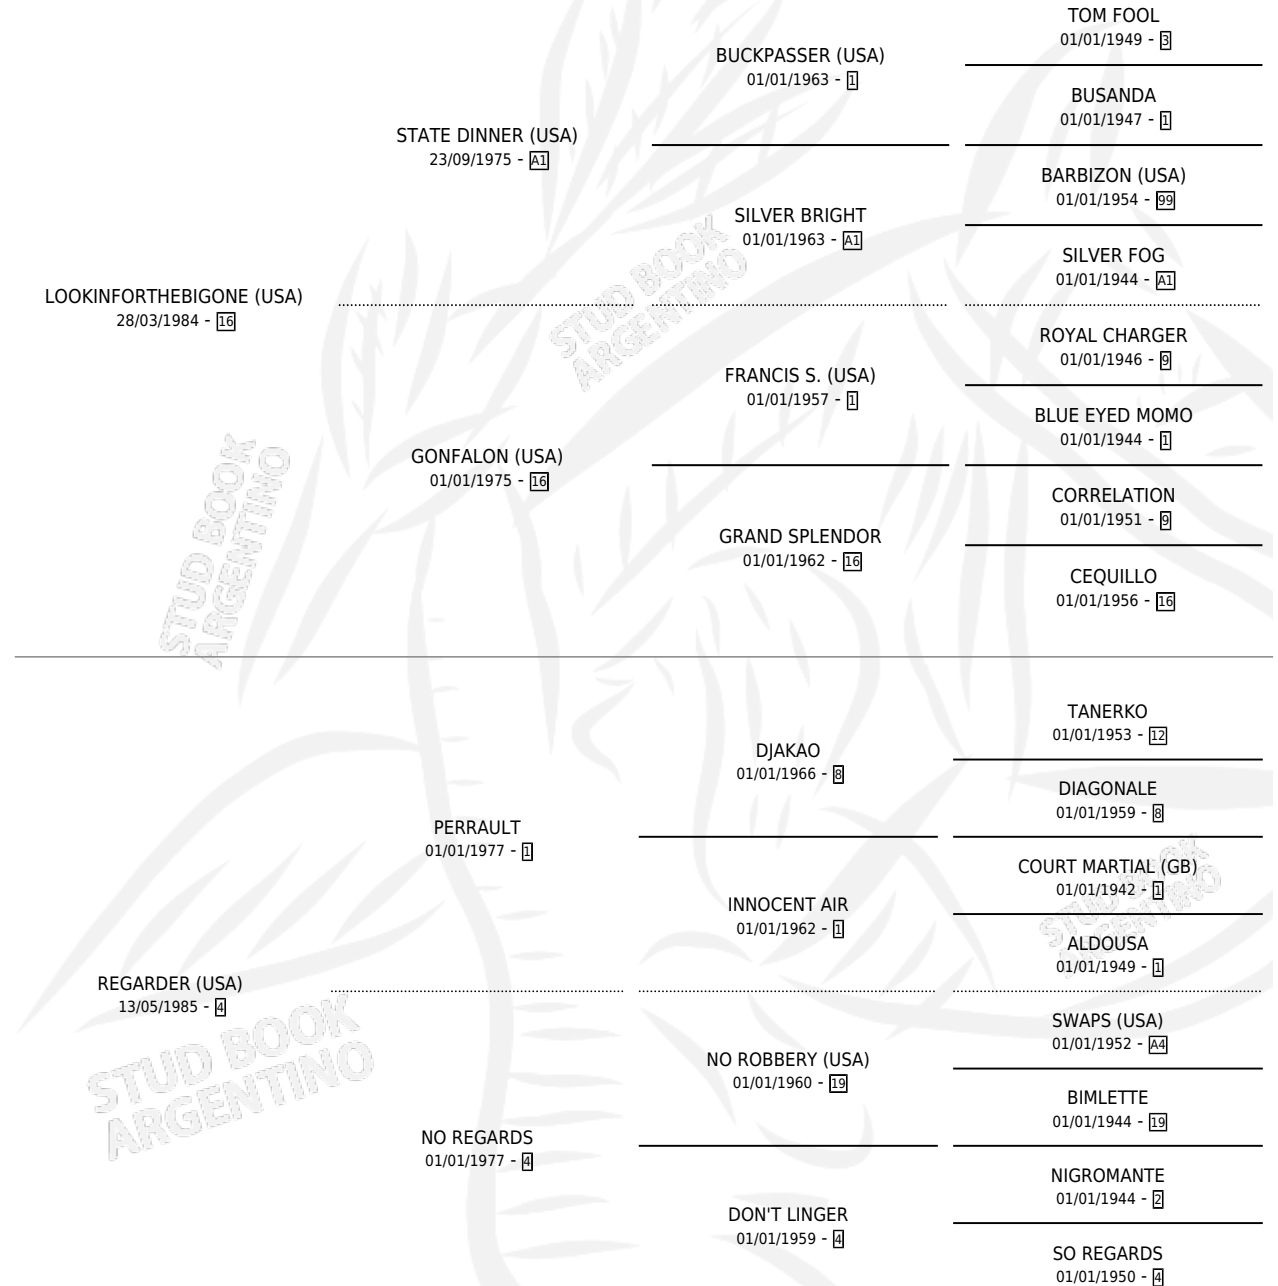 TOM FOOL
01/01/1949 - 3
BUCKPASSER (USA)
01/01/1963 - 1
BUSANDA
01/01/1947 - 1
STATE DINNER (USA)
23/09/1975 - A1
BARBIZON (USA)
01/01/1954 - 99
SILVER BRIGHT
01/01/1963 - A1
SILVER FOG
01/01/1944 - A1
LOOKINFORTHEBIGONE (USA)
28/03/1984 - 16
STUD BOOK
ARGENTINO
ROYAL CHARGER
01/01/1946 - 9
FRANCIS S. (USA)
01/01/1957 - 1
BLUE EYED MOMO
01/01/1944 - 1
GONFALON (USA)
01/01/1975 - 16
CORRELATION
01/01/1951 - 9
GRAND SPLENDOR
01/01/1962 - 16
CEQUILLO
01/01/1956 - 16
STUD BOOK
ARGENTINO
TANERKO
01/01/1953 - 12
DJAKAO
01/01/1966 - 8
DIAGONALE
01/01/1959 - 8
PERRAULT
01/01/1977 - 1
COURT MARTIAL (GB)
01/01/1942 - 1
INNOCENT AIR
01/01/1962 - 1
STUD BOOK
ARGENTINO
ALDOUSA
01/01/1949 - 1
REGARDER (USA)
13/05/1985 - 4
STUD BOOK
ARGENTINO
SWAPS (USA)
01/01/1952 - A4
NO ROBBERY (USA)
01/01/1960 - 19
BIMLETTE
01/01/1944 - 19
NO REGARDS
01/01/1977 - 4
NIGROMANTE
01/01/1944 - 2
DON'T LINGER
01/01/1959 - 4
SO REGARDS
01/01/1950 - 4